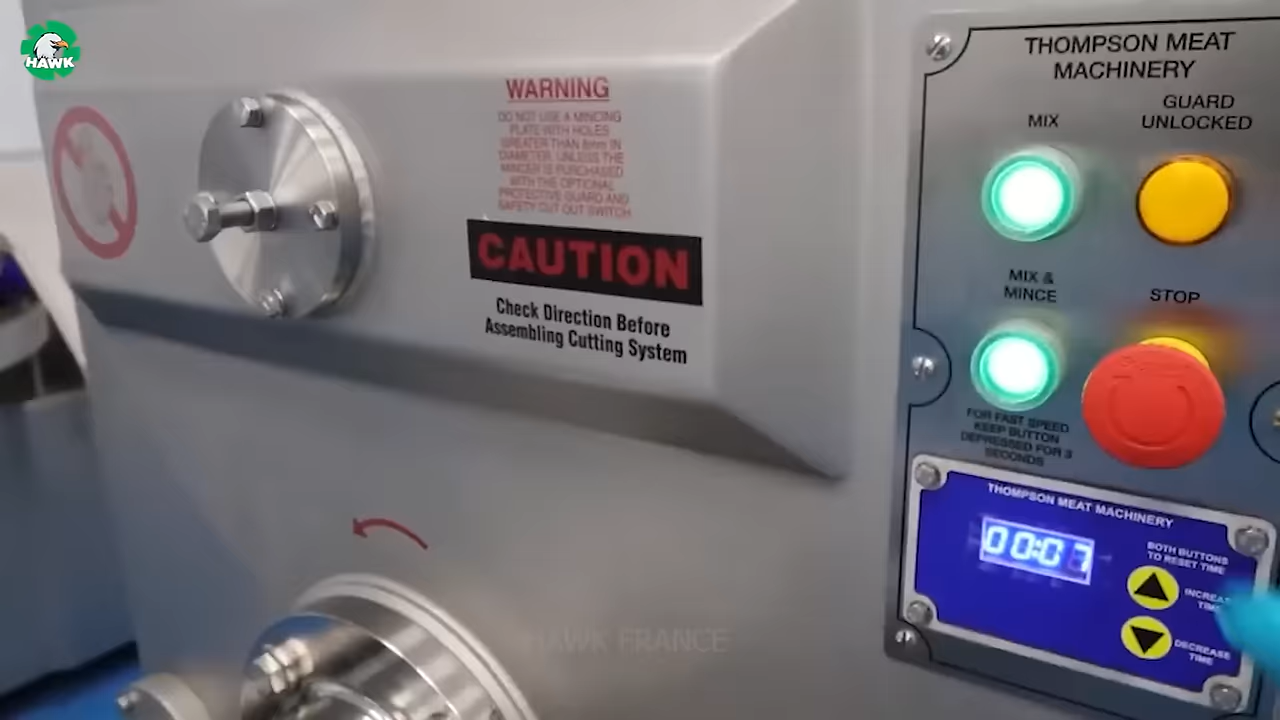 HAWK
WARNING
DO NOT USE A MINCING
PLATE WITH HOLES
GREATER THAN 8mm IN
DIAMETER, UNLESS THE
MINCER IS PURCHASED
WITH THE OPTIONAL
PROTECTIVE GUARD AND
SAFETY CUT OUT SWITCH
CAUTION
Check Direction Before
Assembling Cutting System
THOMPSON MEAT
MACHINERY
MIX
GUARD
UNLOCKED
MIX &
MINCE
STOP
FOR FAST SPEED
KEEP BUTTON
DEPRESSED FOR 3
SECONDS
THOMPSON MEAT MACHINERY
00:07
BOTH BUTTONS
TO RESET TIME
DECREASE
TIME
HAWK FRANCE